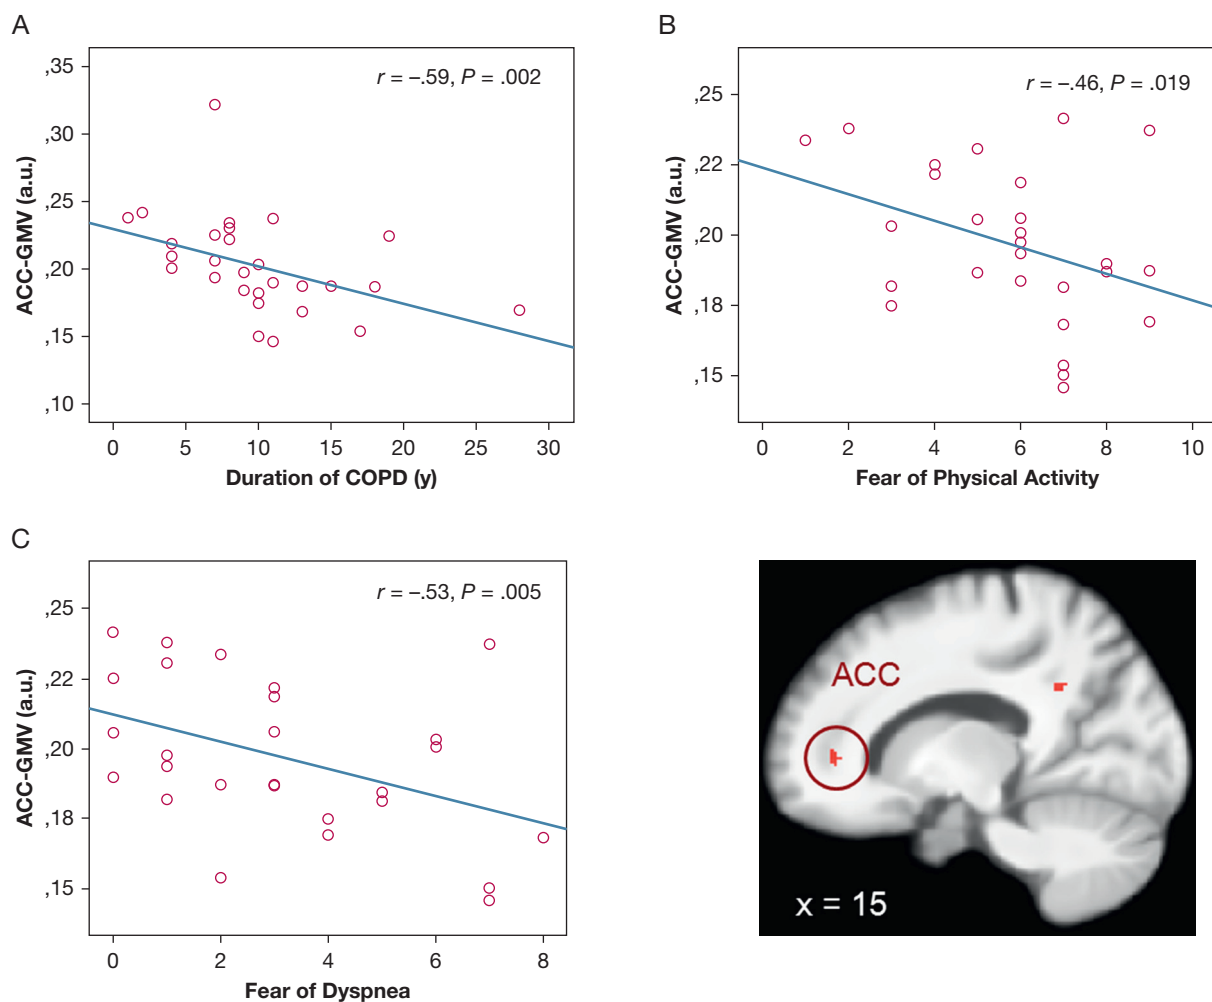 A
r = –.59, P = .002
ACC-GMV (a.u.)
,35
,30
,25
,20
,15
,10
0 5 10 15 20 25 30
Duration of COPD (y)
B
r = –.46, P = .019
ACC-GMV (a.u.)
,25
,22
,20
,18
,15
0 2 4 6 8 10
Fear of Physical Activity
C
r = –.53, P = .005
ACC-GMV (a.u.)
,25
,22
,20
,18
,15
0 2 4 6 8
Fear of Dyspnea
ACC
x = 15